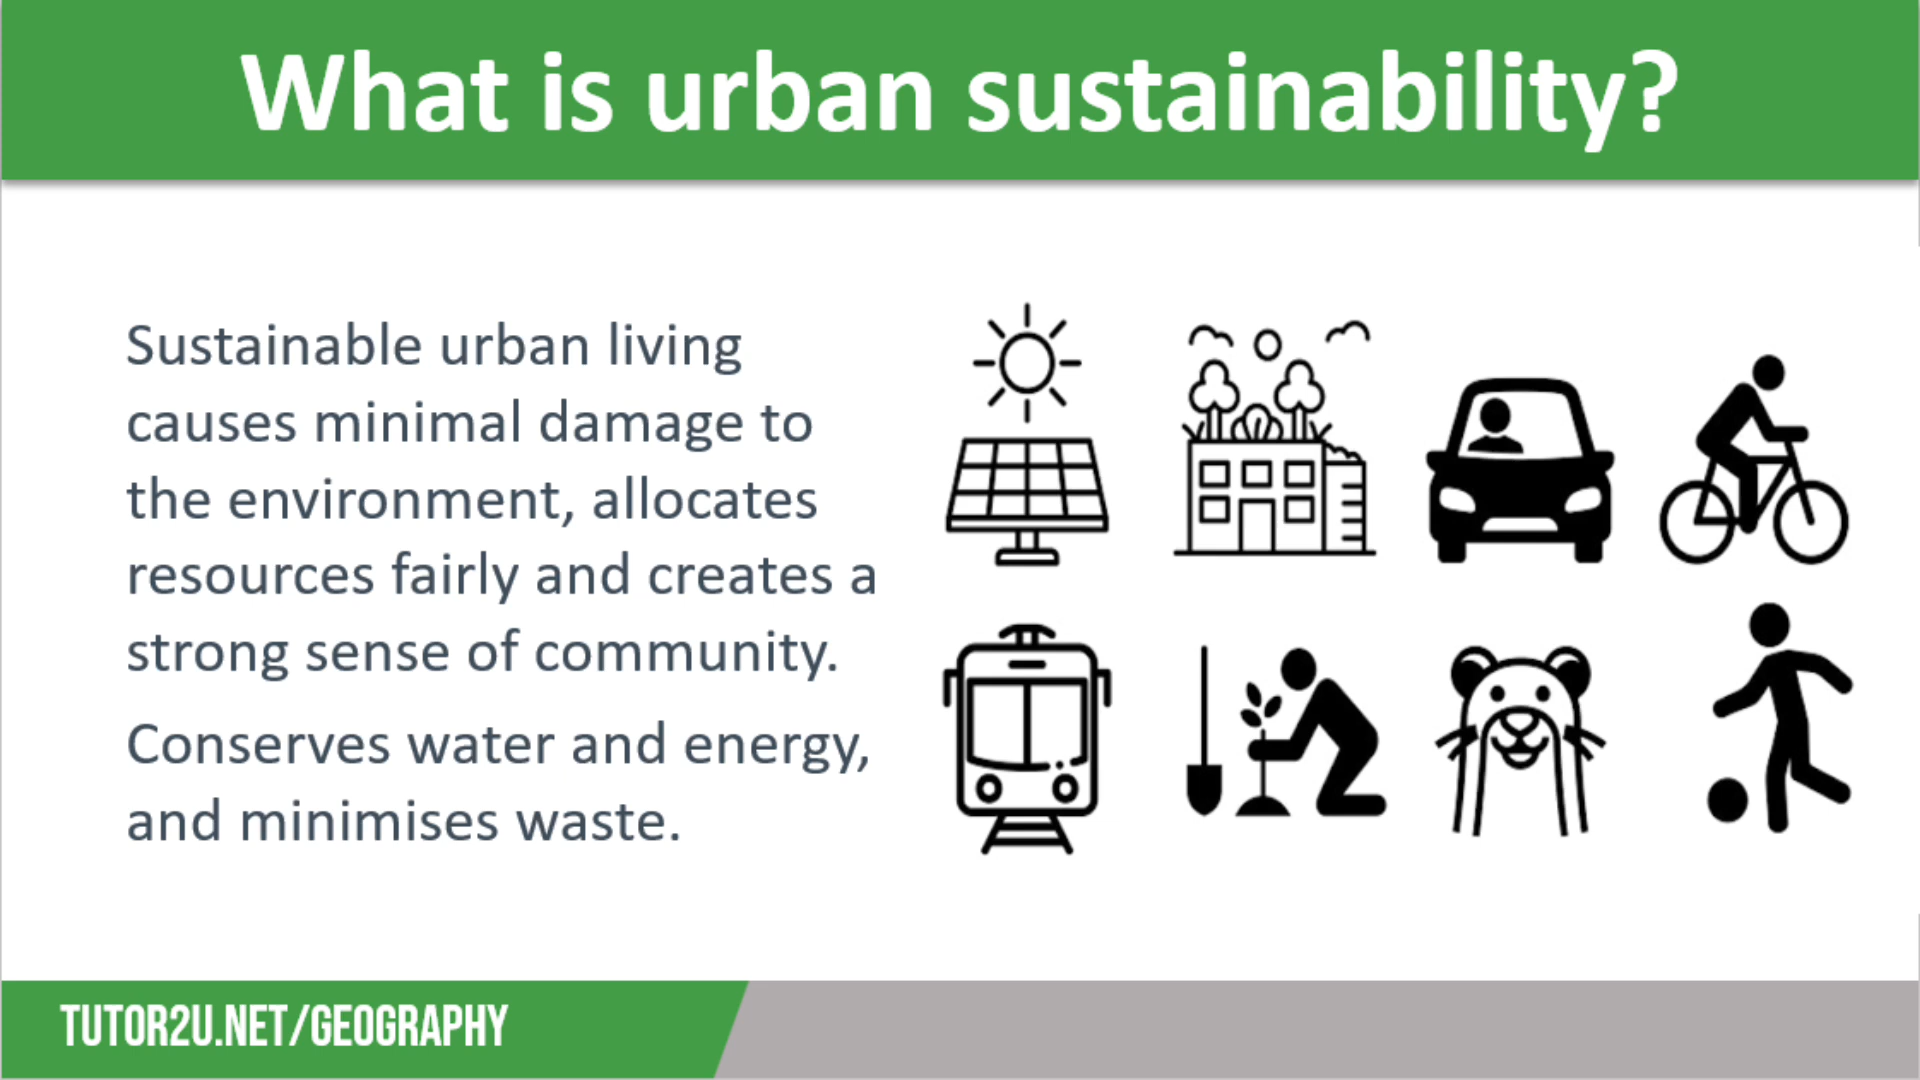 What is urban sustainability?
Sustainable urban living
causes minimal damage to
the environment, allocates
resources fairly and creates a
strong sense of community.
Conserves water and energy,
and minimises waste.
TUTOR2U.NET/GEOGRAPHY